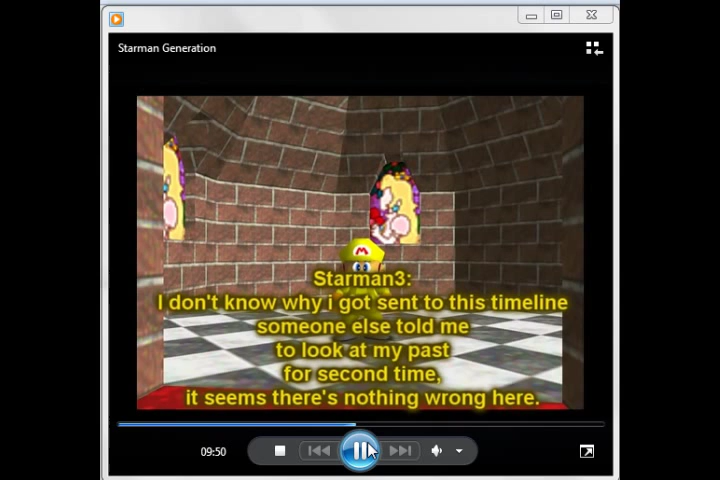 Starman Generation
M
Starman3:
I don't know why i got sent to this timeline
someone else told me
to look at my past
for second time,
it seems there's nothing wrong here.
09:50